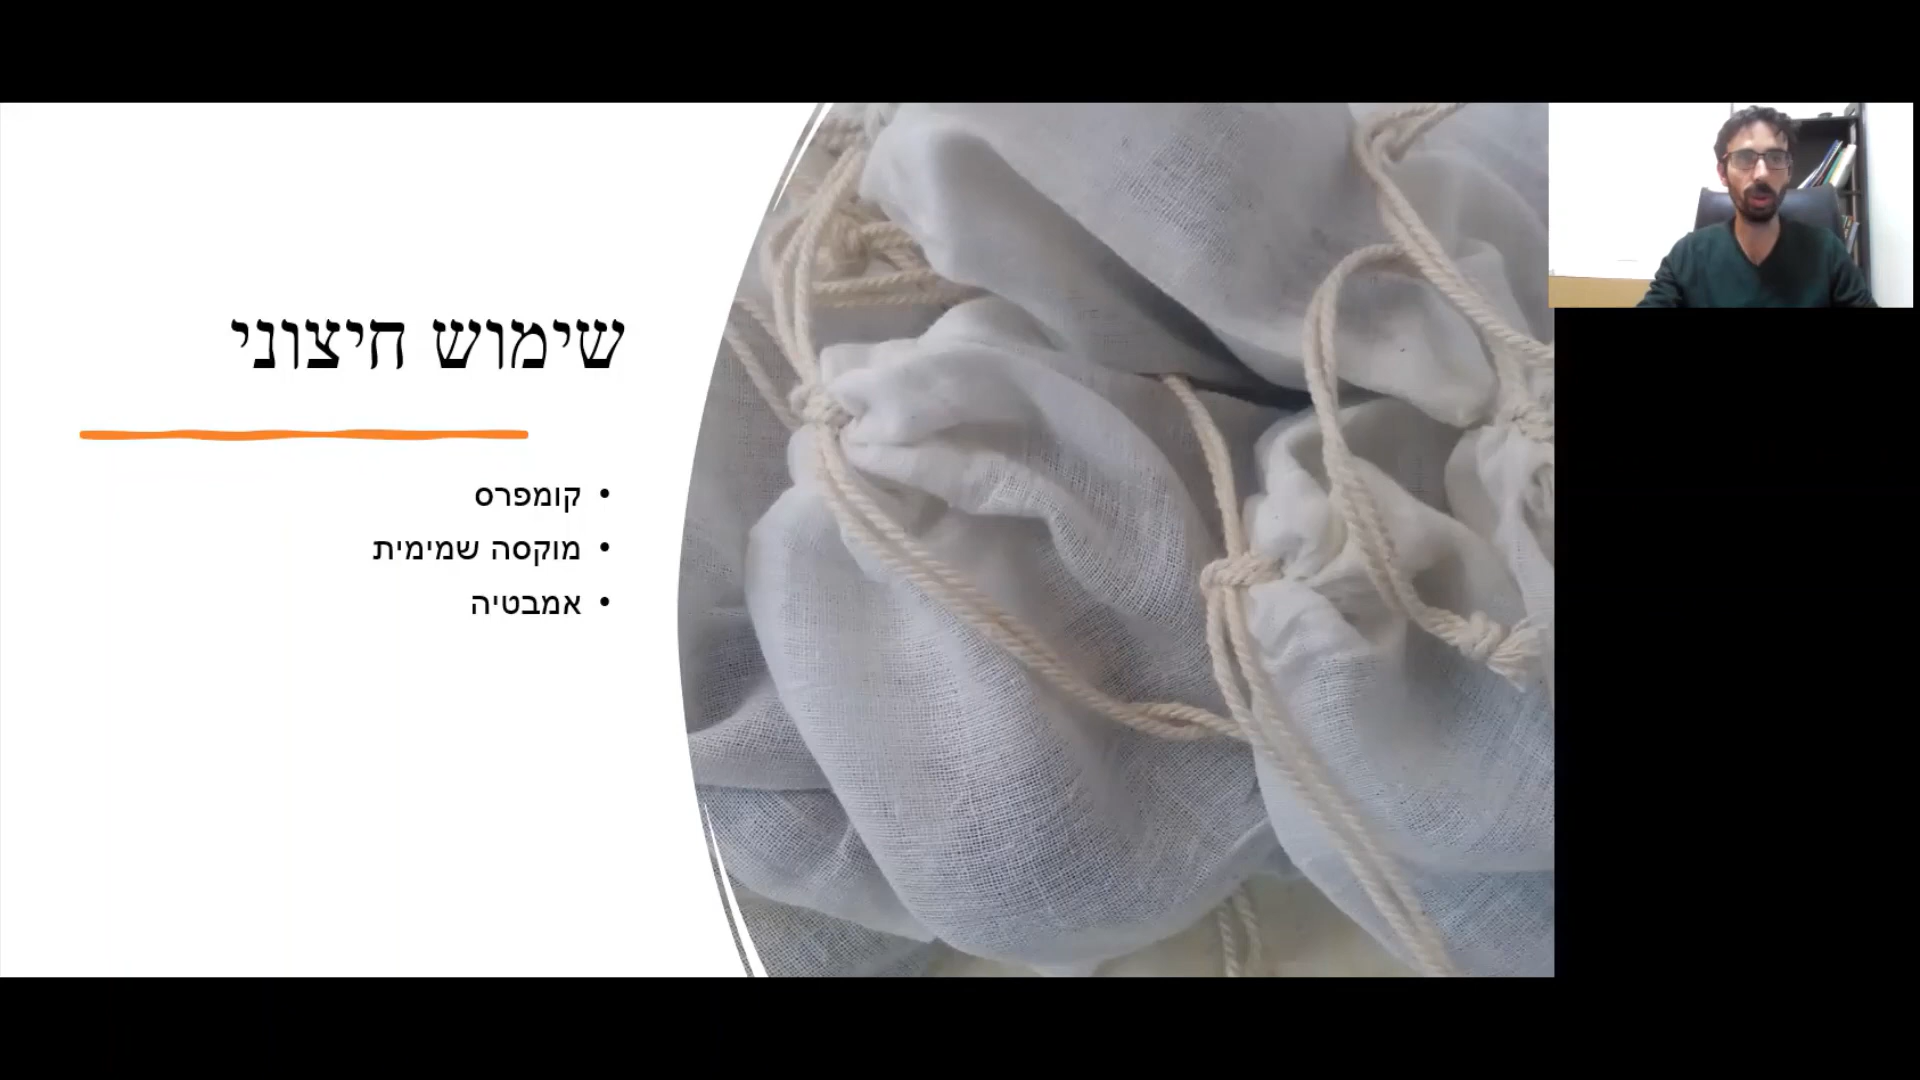 שימוש חיצוני
• קומפרס
• מוקסה שמימית
• אמבטיה